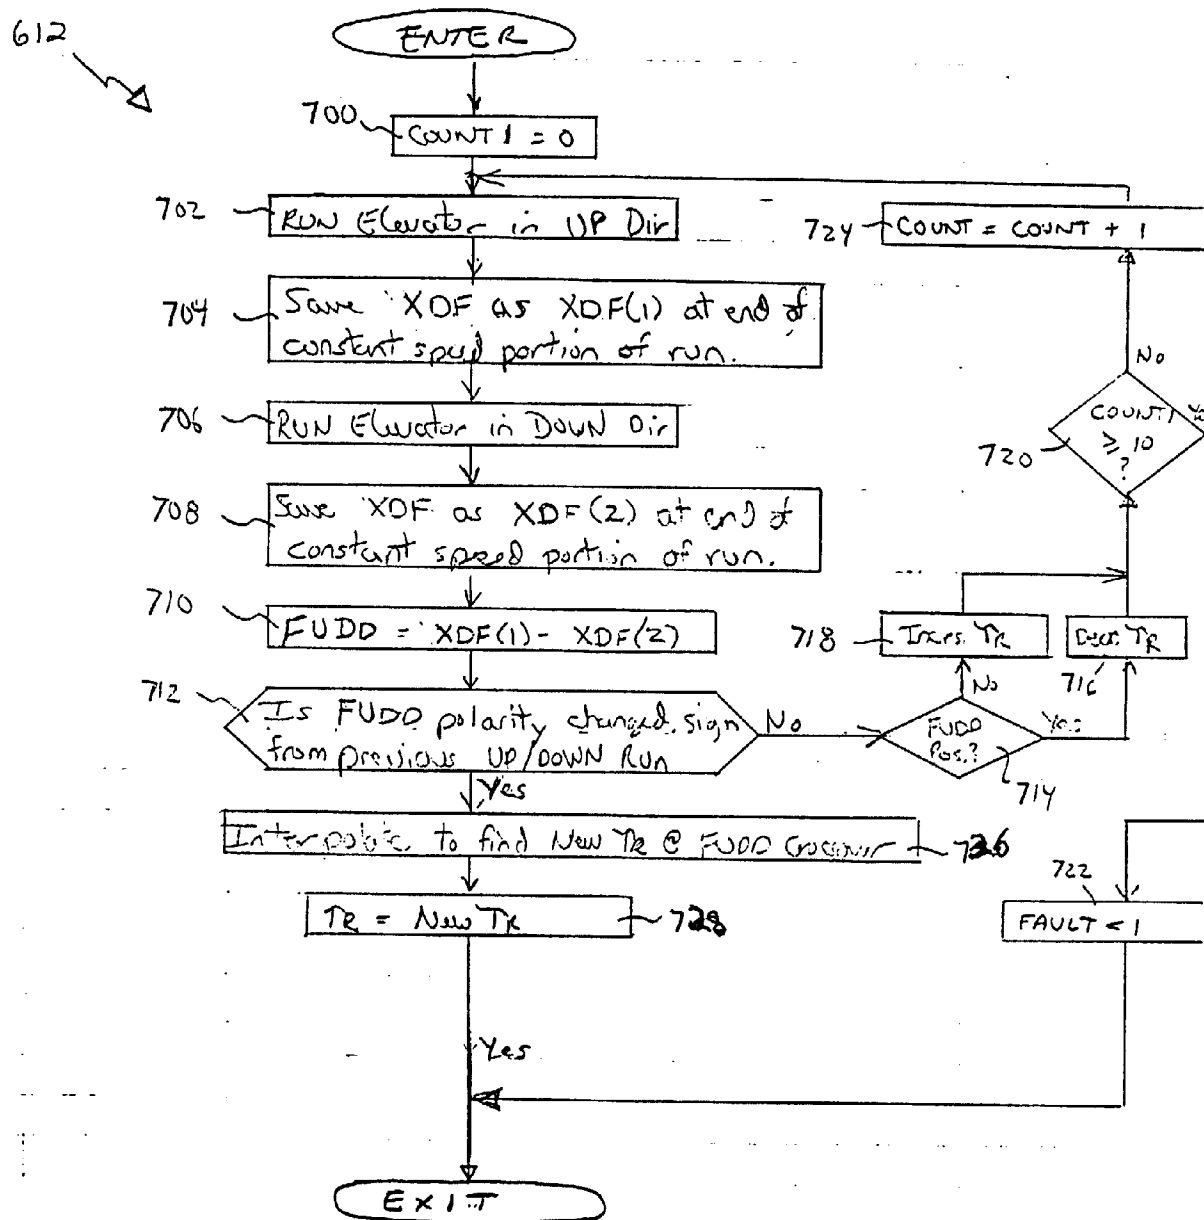 612
ENTER
700
COUNT1 = 0
702
RUN Elevator in UP Dir
724
COUNT = COUNT + 1
704
Save XDF as XDF(1) at end of
constant speed portion of run.
No
706
RUN Elevator in DOWN Dir
COUNT1
≥ 10
?
720
708
Save XDF as XDF(2) at end of
constant speed portion of run.
710
FUDD = XDF(1) - XDF(2)
718
Incrs. TR
716
TR
712
Is FUDD polarity changed sign
from previous UP/DOWN Run
No
No
FUDD
Pos.?
Yes
714
Yes
Interpolate to find New TR @ FUDD Crossover
726
722
TR = New TR
728
FAULT = 1
Yes
EXIT